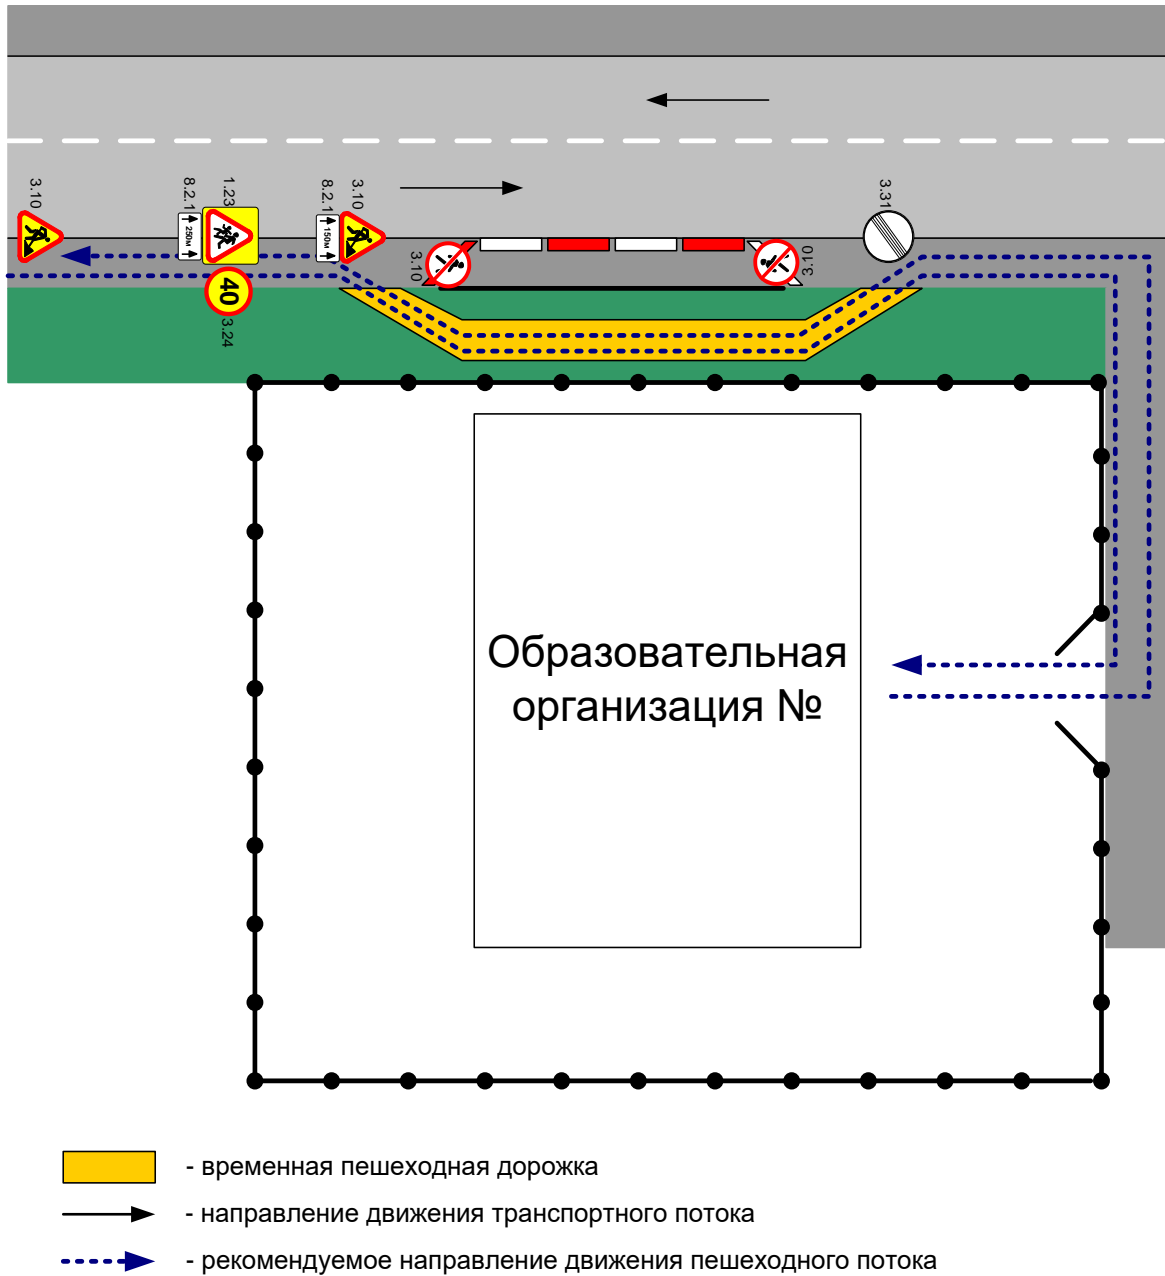 3.10
8.2.1
250м
1.23
40
3.24
8.2.1
150м
3.10
3.10
3.10
3.31
Образовательная
организация №
- временная пешеходная дорожка
- направление движения транспортного потока
- рекомендуемое направление движения пешеходного потока